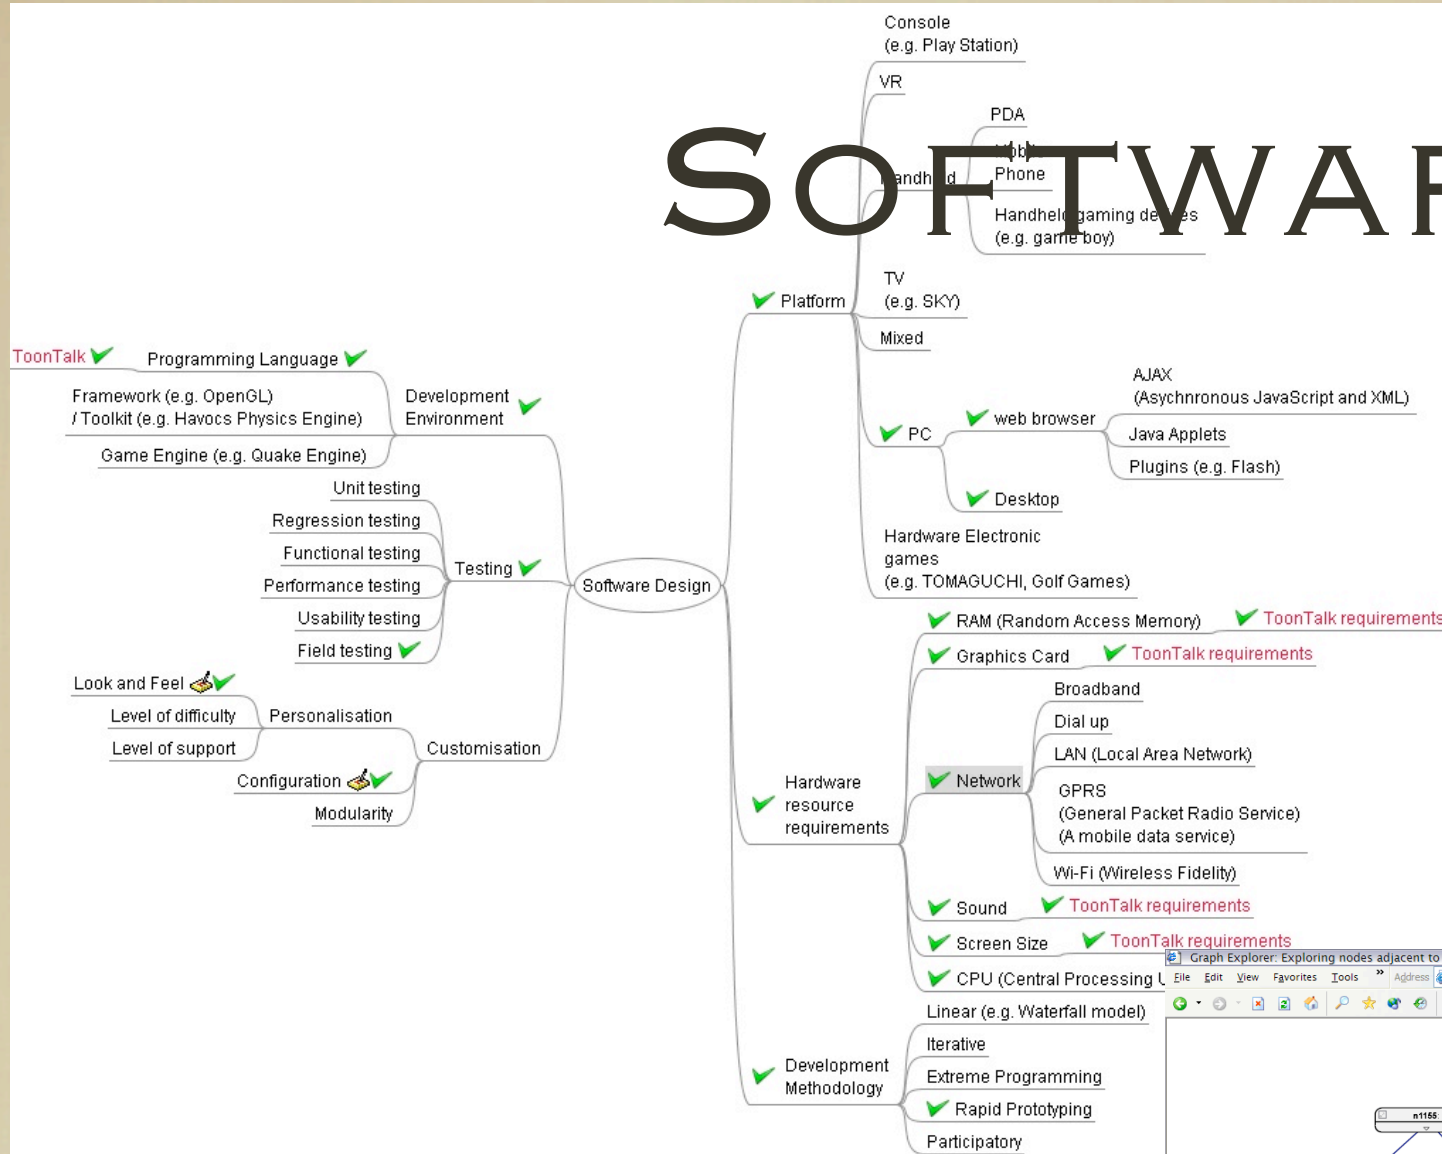 Console
(e.g. Play Station)
VR
PDA
Mobile
Phone
Handheld
Handheld gaming devices
(e.g. game boy)
TV
(e.g. SKY)
Mixed
Platform
AJAX
(Asychnronous JavaScript and XML)
web browser
Java Applets
Plugins (e.g. Flash)
PC
Desktop
Hardware Electronic
games
(e.g. TOMAGUCHI, Golf Games)
ToonTalk
Programming Language
Framework (e.g. OpenGL)
/ Toolkit (e.g. Havocs Physics Engine)
Game Engine (e.g. Quake Engine)
Development
Environment
Unit testing
Regression testing
Functional testing
Performance testing
Usability testing
Field testing
Testing
Software Design
Look and Feel
Level of difficulty
Level of support
Personalisation
Configuration
Modularity
Customisation
RAM (Random Access Memory)
ToonTalk requirements
Graphics Card
ToonTalk requirements
Broadband
Dial up
LAN (Local Area Network)
Network
GPRS
(General Packet Radio Service)
(A mobile data service)
Wi-Fi (Wireless Fidelity)
Hardware
resource
requirements
Sound
ToonTalk requirements
Screen Size
ToonTalk requirements
CPU (Central Processing
Linear (e.g. Waterfall model)
Iterative
Extreme Programming
Rapid Prototyping
Participatory
Development
Methodology
Graph Explorer: Exploring nodes adjacent to
File Edit View Favorites Tools » Address
n1155: